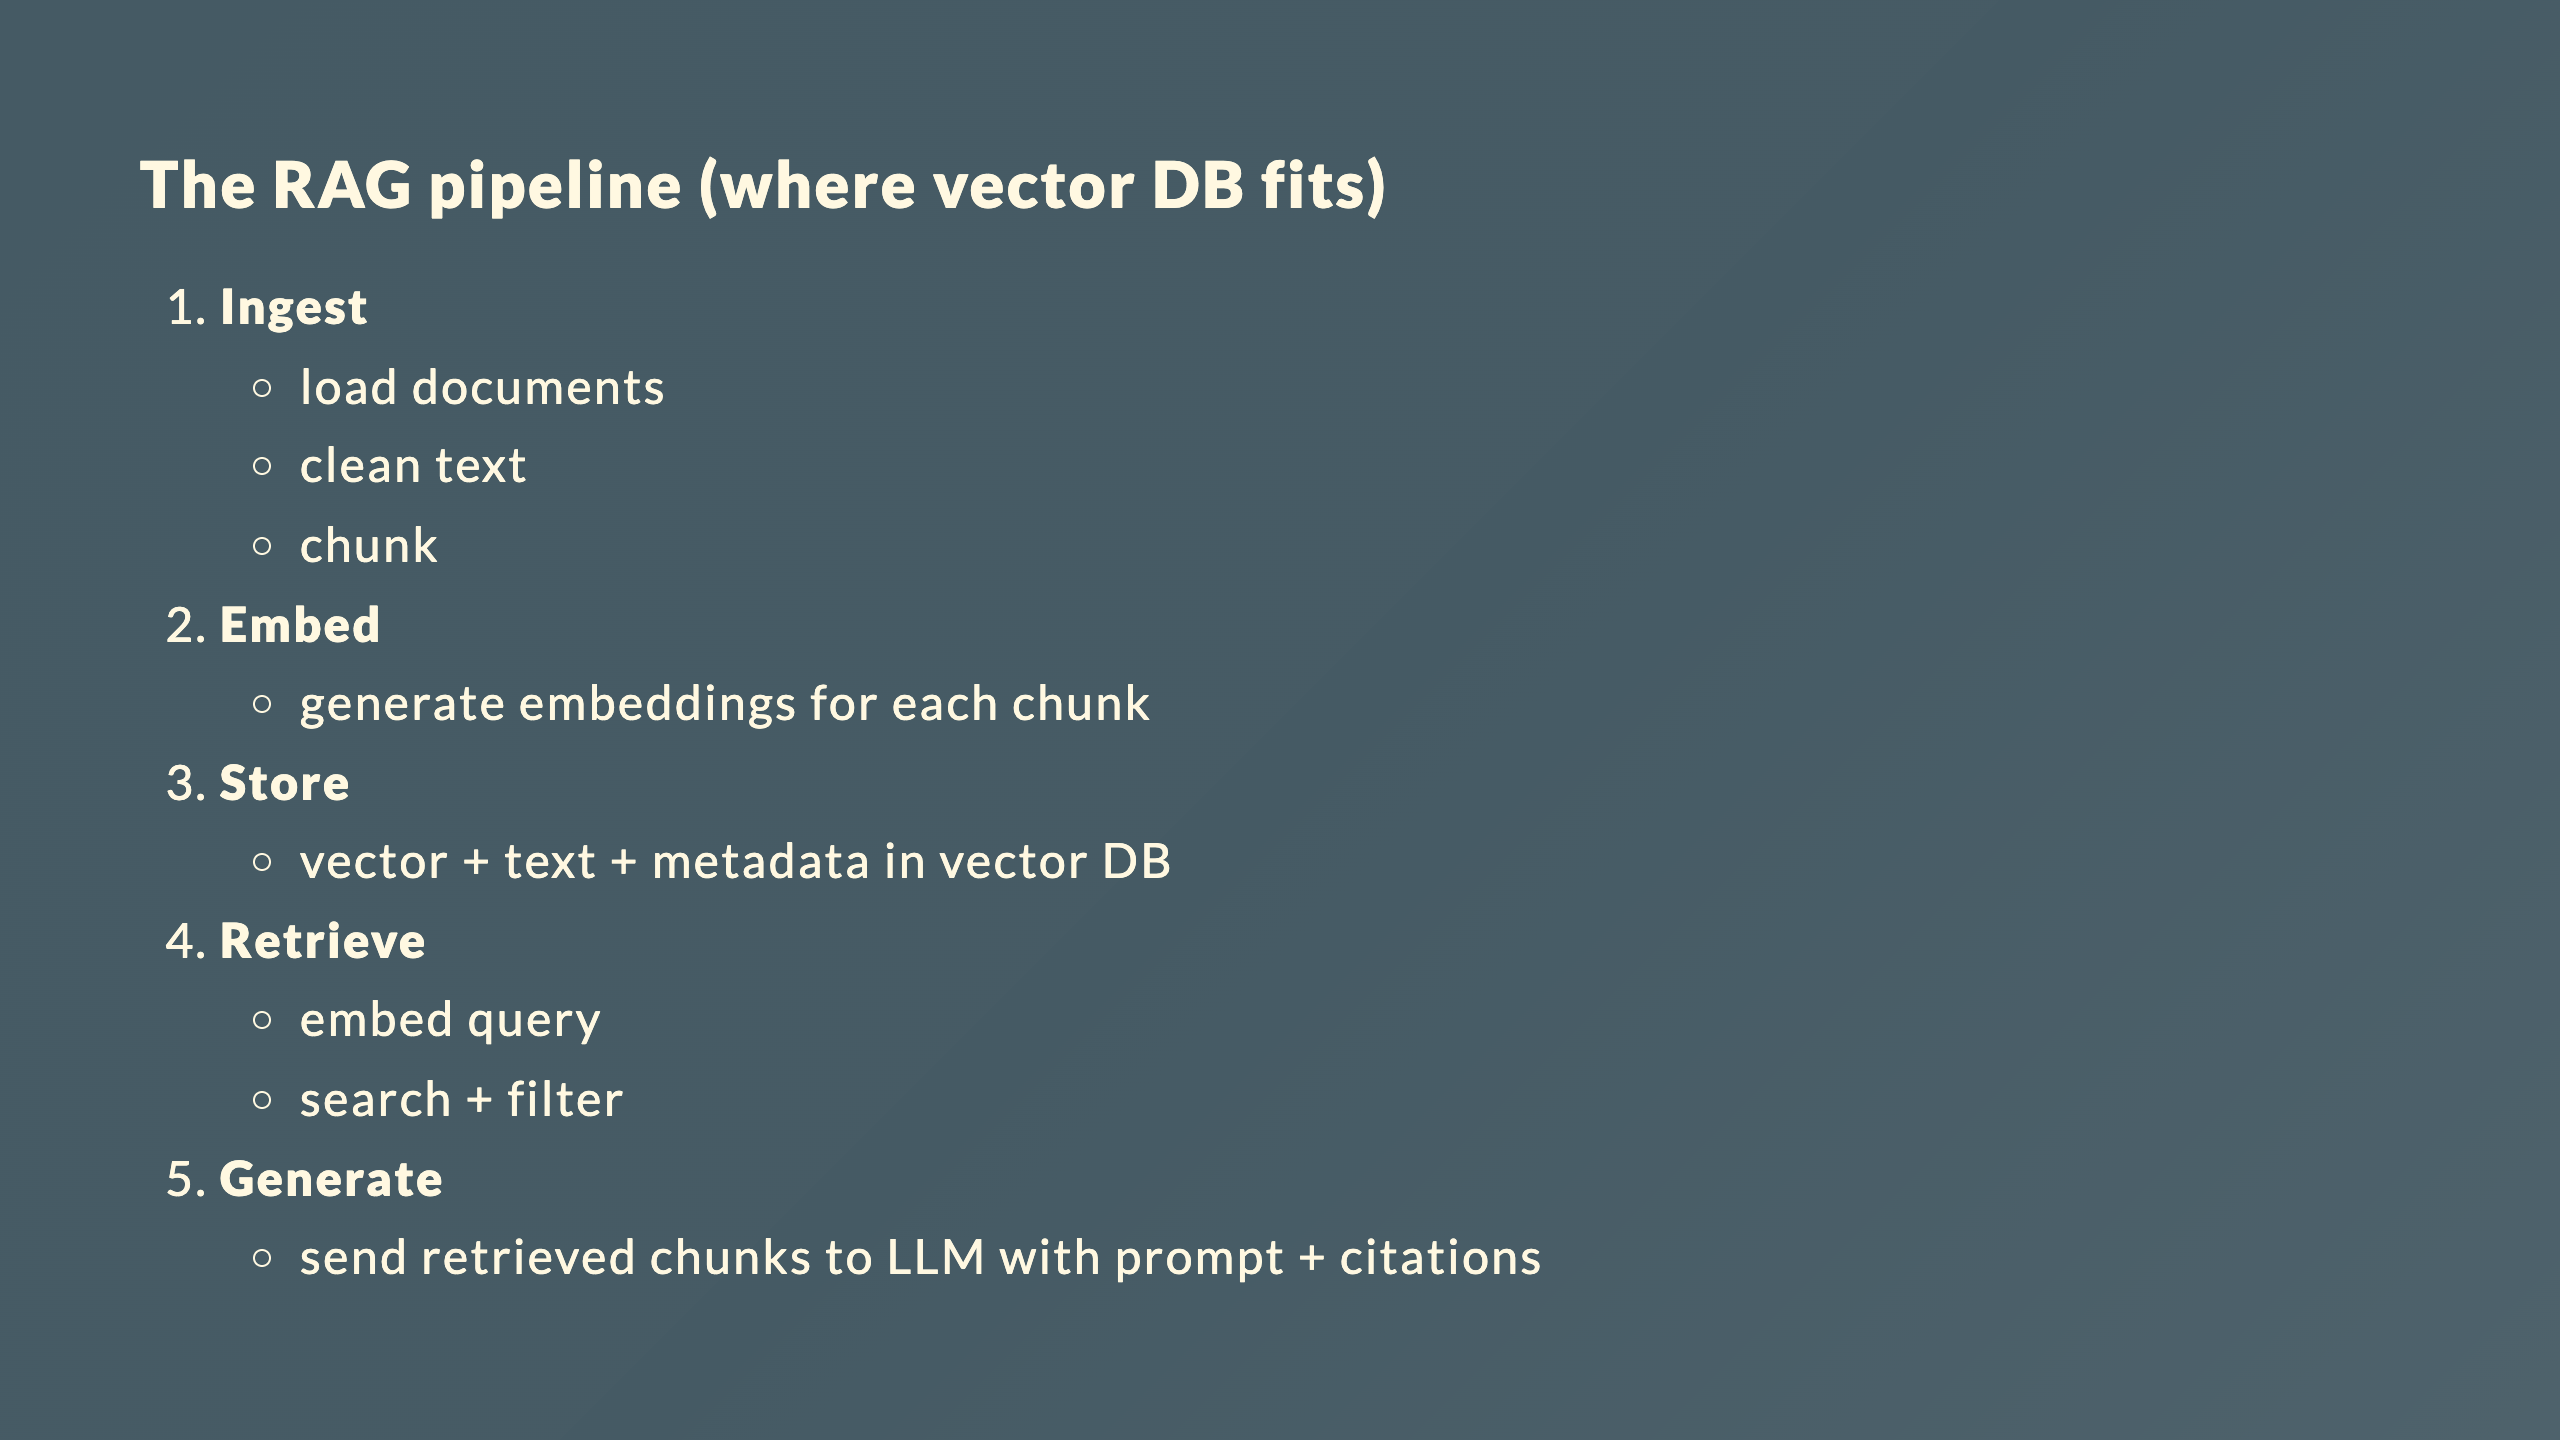 The RAG pipeline (where vector DB fits)
1. Ingest
○ load documents
○ clean text
○ chunk
2. Embed
○ generate embeddings for each chunk
3. Store
○ vector + text + metadata in vector DB
4. Retrieve
○ embed query
○ search + filter
5. Generate
○ send retrieved chunks to LLM with prompt + citations